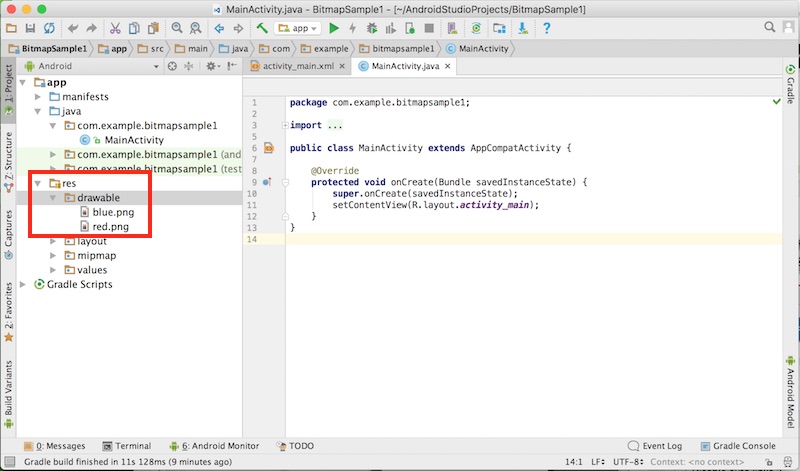 MainActivity.java - BitmapSample1 - [~/AndroidStudioProjects/BitmapSample1]
app
BitmapSample1
app
src
main
java
com
example
bitmapsample1
MainActivity
1: Project
7: Structure
Captures
2: Favorites
Build Variants
Android
app
manifests
java
com.example.bitmapsample1
MainActivity
com.example.bitmapsample1 (and
com.example.bitmapsample1 (test
res
drawable
blue.png
red.png
layout
mipmap
values
Gradle Scripts
activity_main.xml
MainActivity.java
1 package com.example.bitmapsample1;
2
3 import ...
5
6 public class MainActivity extends AppCompatActivity {
7
8 @Override
9 protected void onCreate(Bundle savedInstanceState) {
10 super.onCreate(savedInstanceState);
11 setContentView(R.layout.activity_main);
12 }
13 }
14
Gradle
Android Model
0: Messages
Terminal
6: Android Monitor
TODO
Event Log
Gradle Console
Gradle build finished in 11s 128ms (9 minutes ago)
14:1
LF
UTF-8
Context: <no context>